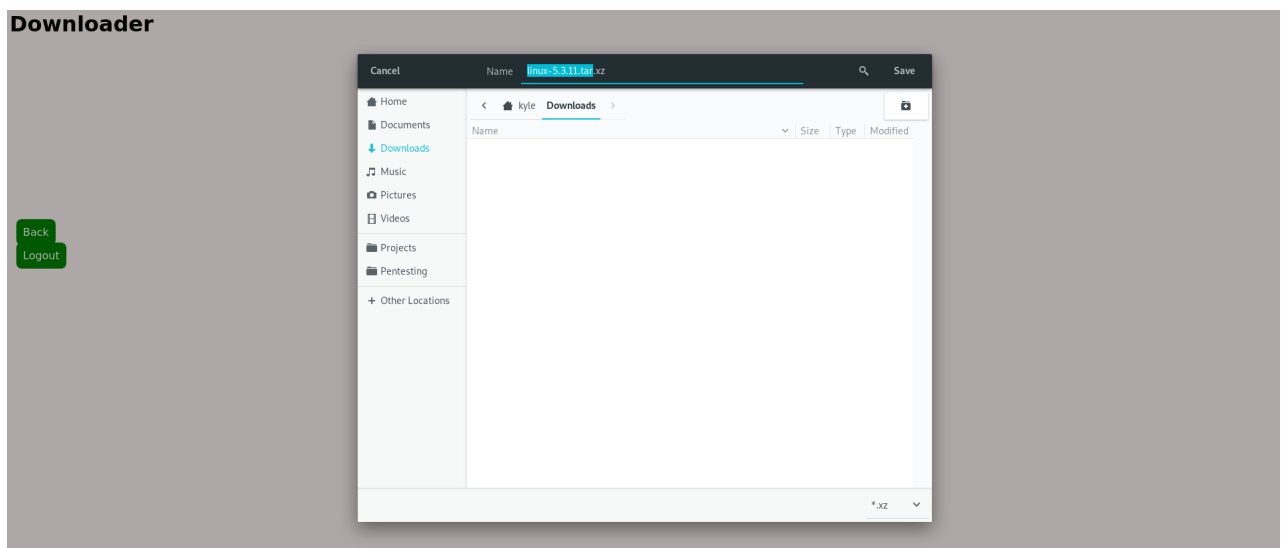 Downloader
Cancel Name linux-5.3.11.tar.xz Save
Home
Documents
Downloads
Music
Pictures
Videos
Projects
Pentesting
+ Other Locations
kyle Downloads
Name Size Type Modified
*.xz
Back
Logout